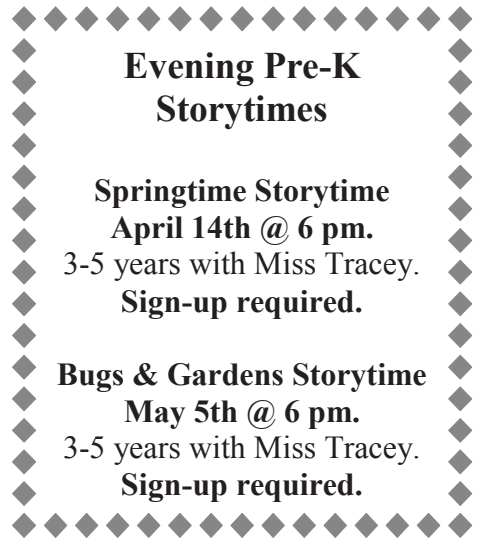 Evening Pre-K
Storytimes
Springtime Storytime
April 14th @ 6 pm.
3-5 years with Miss Tracey.
Sign-up required.
Bugs & Gardens Storytime
May 5th @ 6 pm.
3-5 years with Miss Tracey.
Sign-up required.